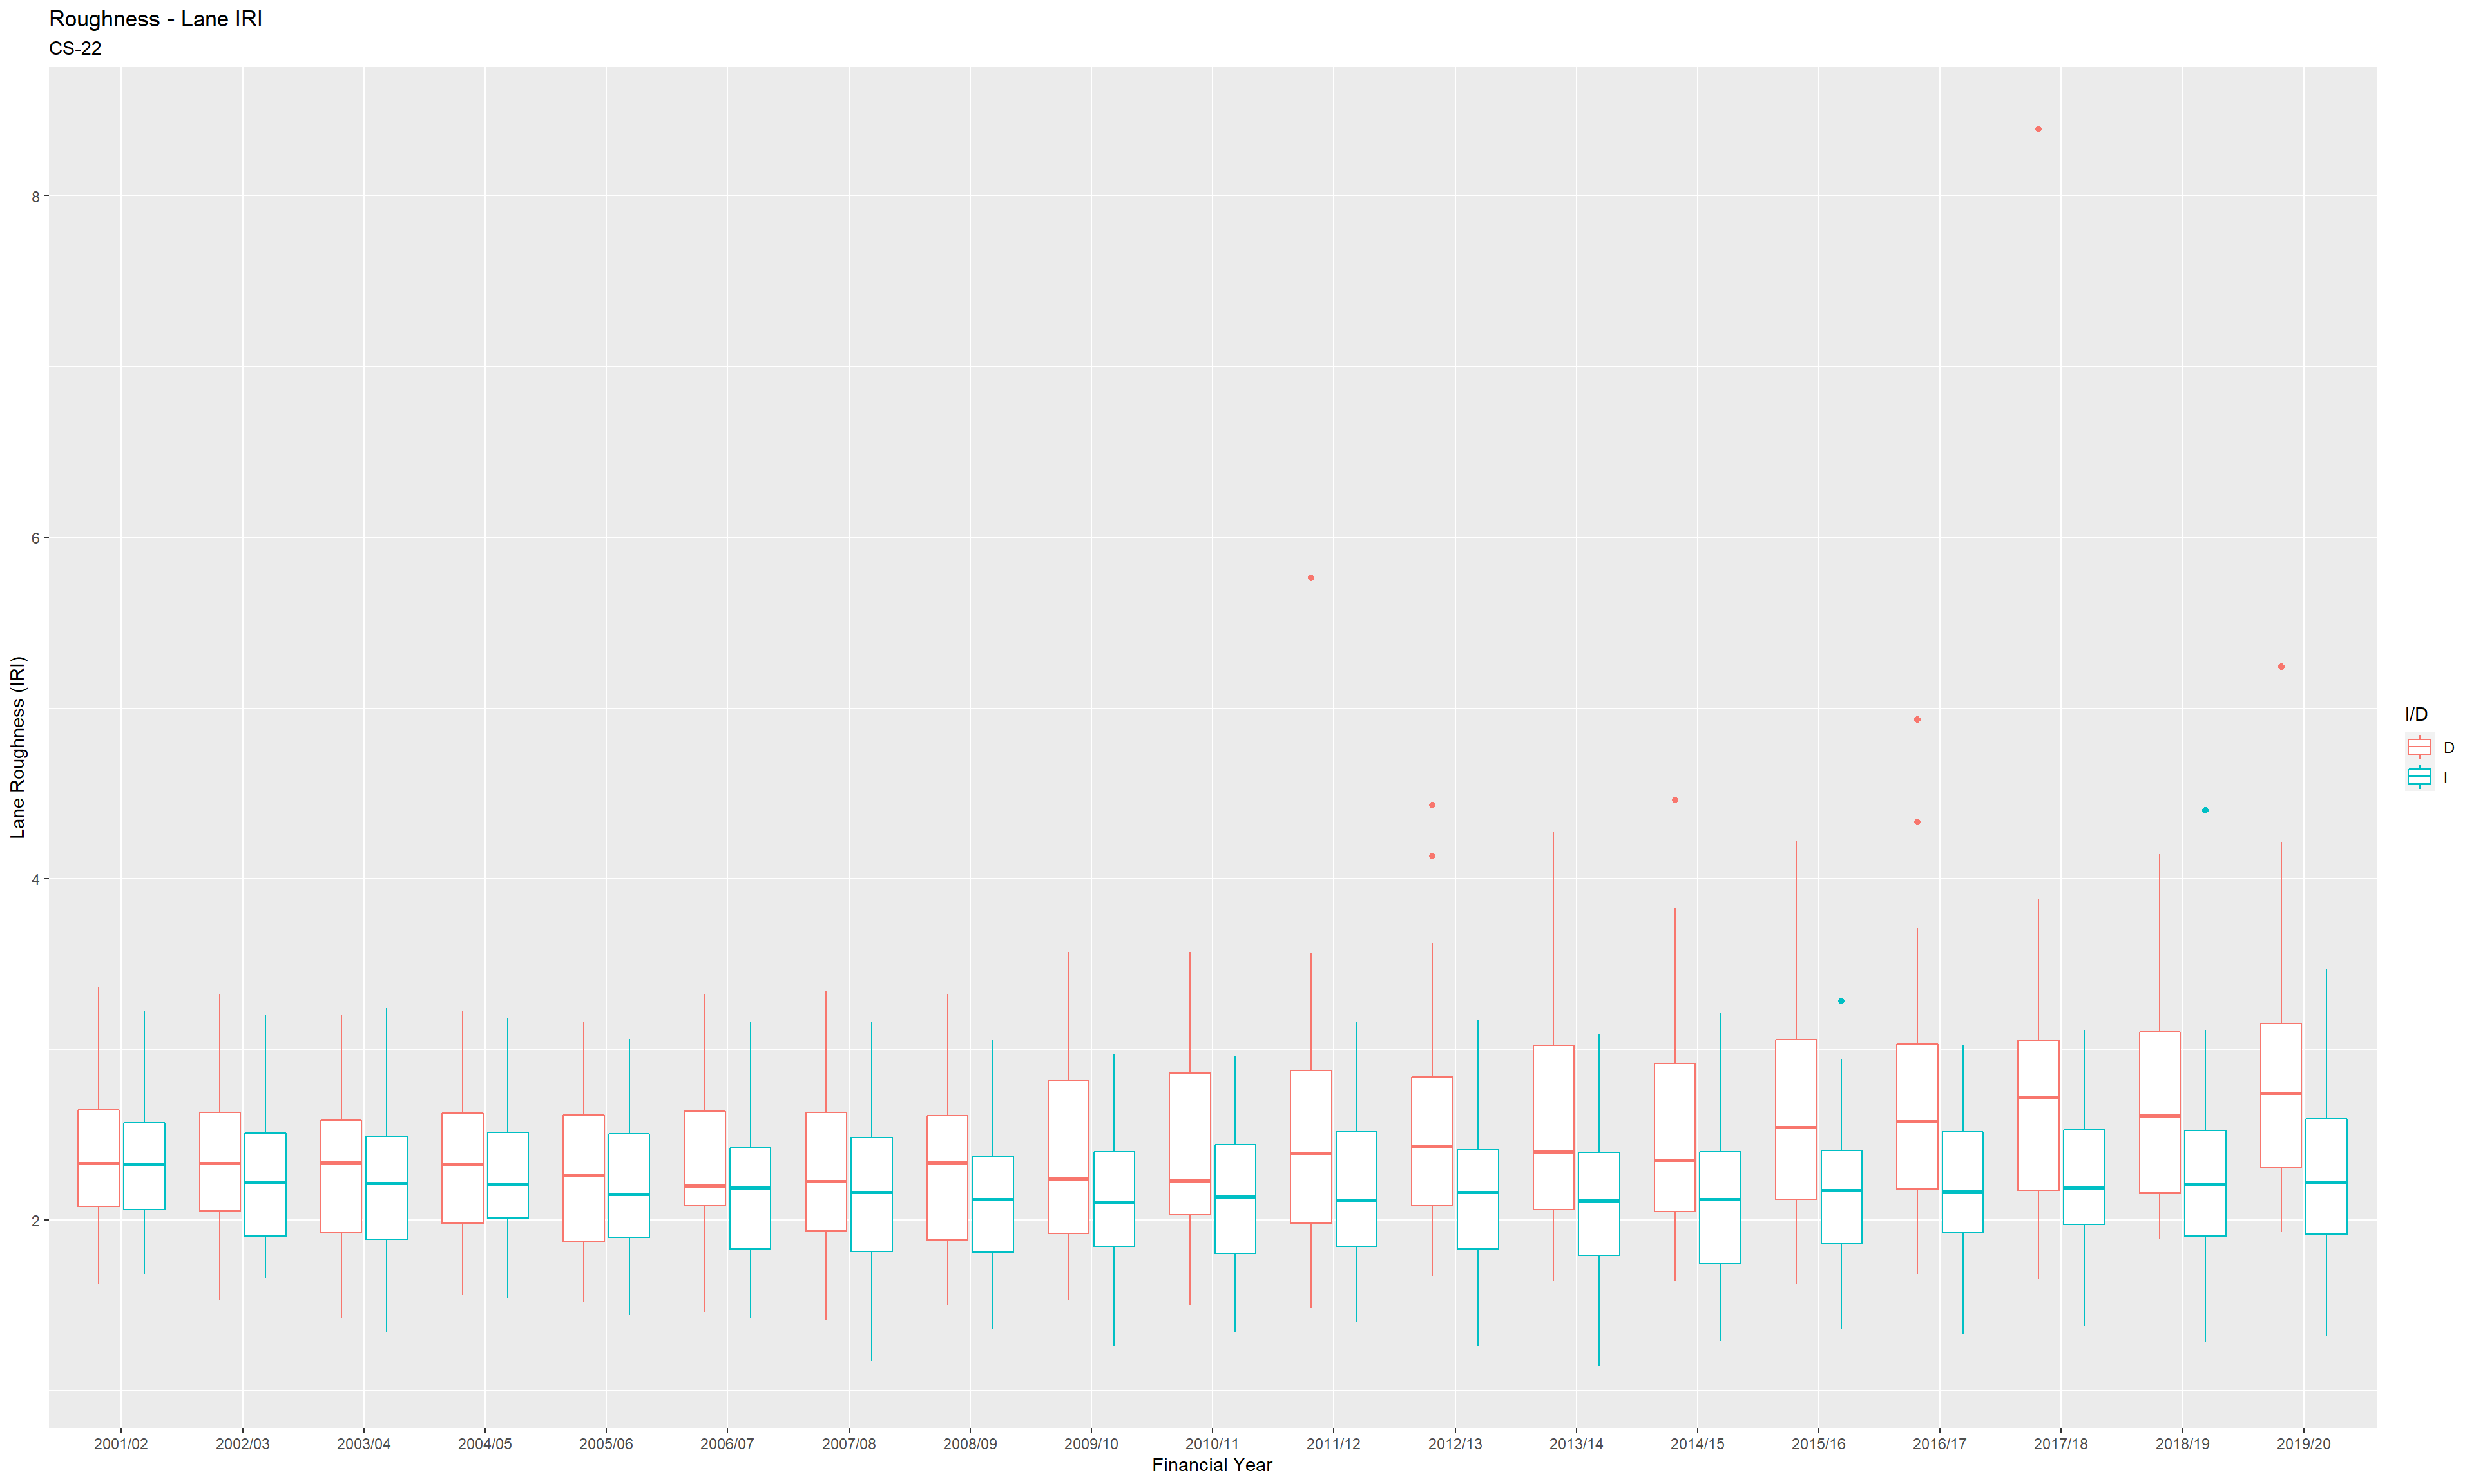 Roughness - Lane IRI
CS-22
Lane Roughness (IRI)
8
6
4
2
2001/02 2002/03 2003/04 2004/05 2005/06 2006/07 2007/08 2008/09 2009/10 2010/11 2011/12 2012/13 2013/14 2014/15 2015/16 2016/17 2017/18 2018/19 2019/20
Financial Year
I/D
D
I